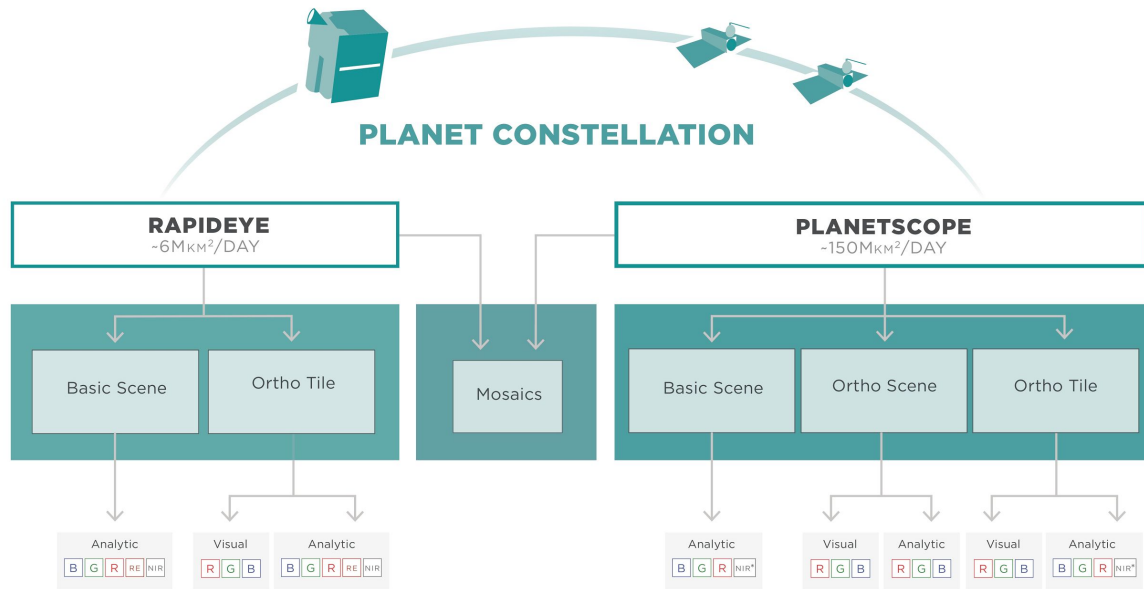 PLANET CONSTELLATION
RAPIDEYE
~6MKM²/DAY
PLANETSCOPE
~150MKM²/DAY
Basic Scene
Ortho Tile
Mosaics
Basic Scene
Ortho Scene
Ortho Tile
Analytic
B G R RE NIR
Visual
R G B
Analytic
B G R RE NIR
Analytic
B G R NIR*
Visual
R G B
Analytic
R G B
Visual
R G B
Analytic
B G R NIR*